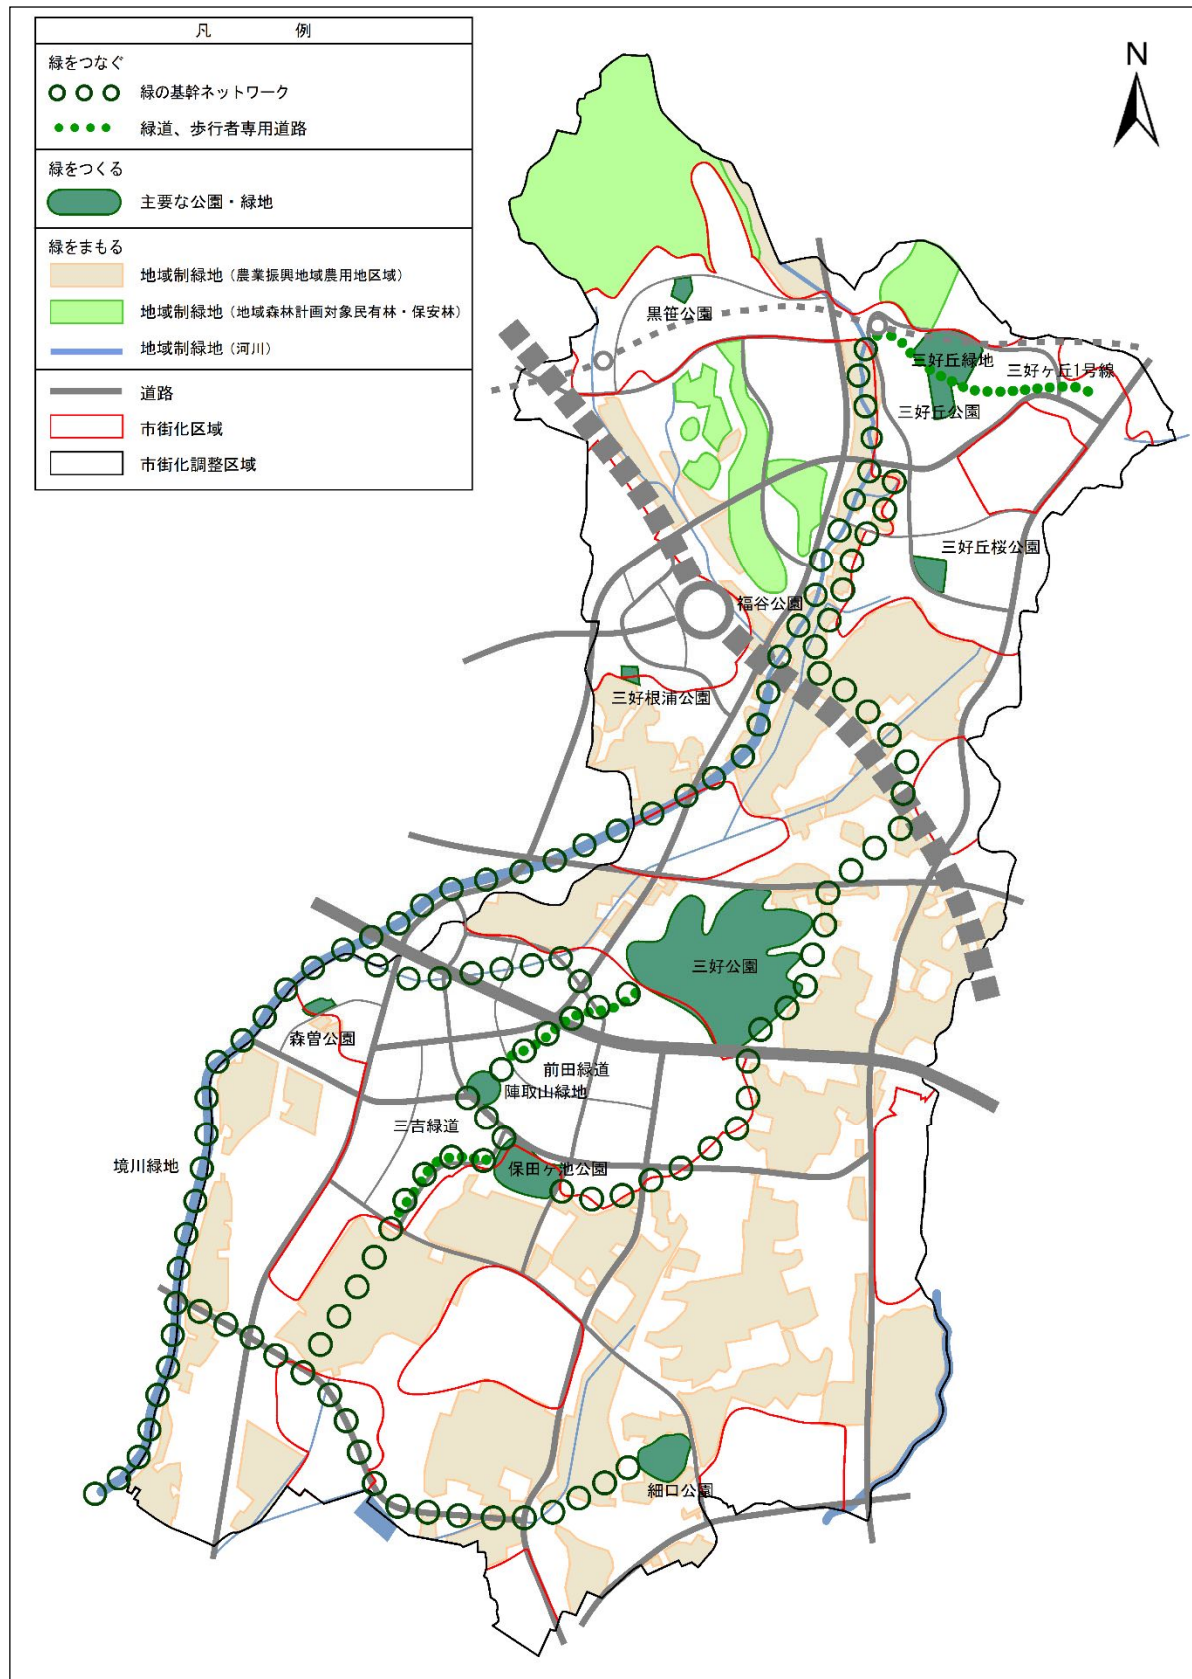 凡 例
緑をつなぐ
緑の基幹ネットワーク
緑道、歩行者専用道路
緑をつくる
主要な公園・緑地
緑をまもる
地域制緑地（農業振興地域農用地区域）
地域制緑地（地域森林計画対象民有林・保安林）
地域制緑地（河川）
道路
市街化区域
市街化調整区域
N
黒笹公園
三好丘緑地
三好ヶ丘1号線
三好丘公園
三好丘桜公園
福谷公園
三好根浦公園
三好公園
森曽公園
前田緑道
陣取山緑地
三吉緑道
保田ヶ池公園
境川緑地
細口公園